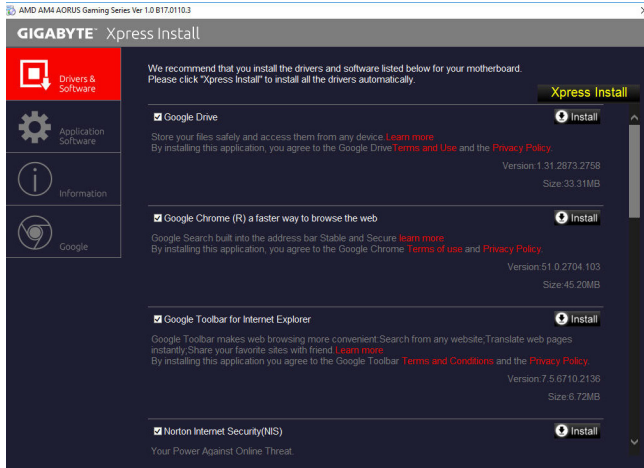 AMD AM4 AORUS Gaming Series Ver 1.0 B17.0110.3
GIGABYTE™ Xpress Install
Drivers &
Software
Application
Software
Information
Google
We recommend that you install the drivers and software listed below for your motherboard.
Please click "Xpress Install" to install all the drivers automatically.
Xpress Install
Google Drive
Install
Store your files safely and access them from any device.Learn more
By installing this application, you agree to the Google DriveTerms and Use and the Privacy Policy.
Version:1.31.2873.2758
Size:33.31MB
Google Chrome (R) a faster way to browse the web
Install
Google Search built into the address bar Stable and Secure learn more
By installing this application, you agree to the Google Chrome Terms of use and Privacy Policy.
Version:51.0.2704.103
Size:45.20MB
Google Toolbar for Internet Explorer
Install
Google Toolbar makes web browsing more convenient:Search from any website;Translate web pages
instantly;Share your favorite sites with friend.Learn more
By installing this application you agree to the Google Toolbar Terms and Conditions and the Privacy Policy.
Version:7.5.6710.2136
Size:6.72MB
Norton Internet Security(NIS)
Install
Your Power Against Online Threat.